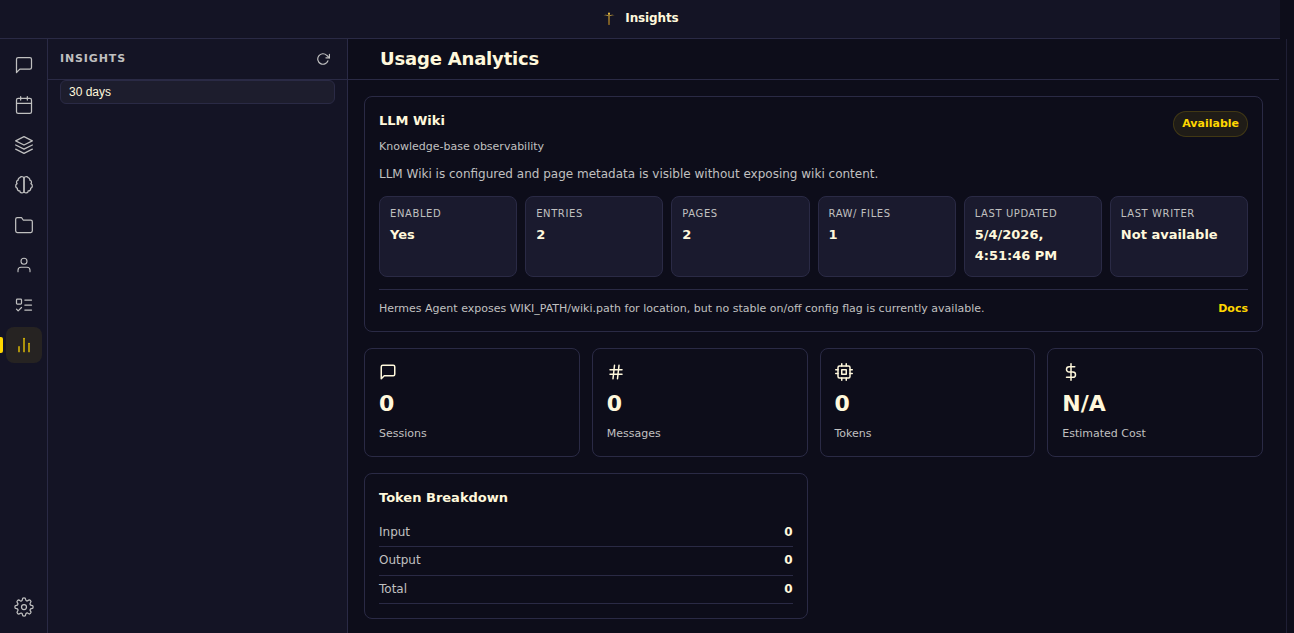 Insights
INSIGHTS
30 days
Usage Analytics
LLM Wiki
Available
Knowledge-base observability
LLM Wiki is configured and page metadata is visible without exposing wiki content.
ENABLED
Yes
ENTRIES
2
PAGES
2
RAW/ FILES
1
LAST UPDATED
5/4/2026,
4:51:46 PM
LAST WRITER
Not available
Hermes Agent exposes WIKI_PATH/wiki.path for location, but no stable on/off config flag is currently available.
Docs
0
Sessions
0
Messages
0
Tokens
N/A
Estimated Cost
Token Breakdown
Input 0
Output 0
Total 0